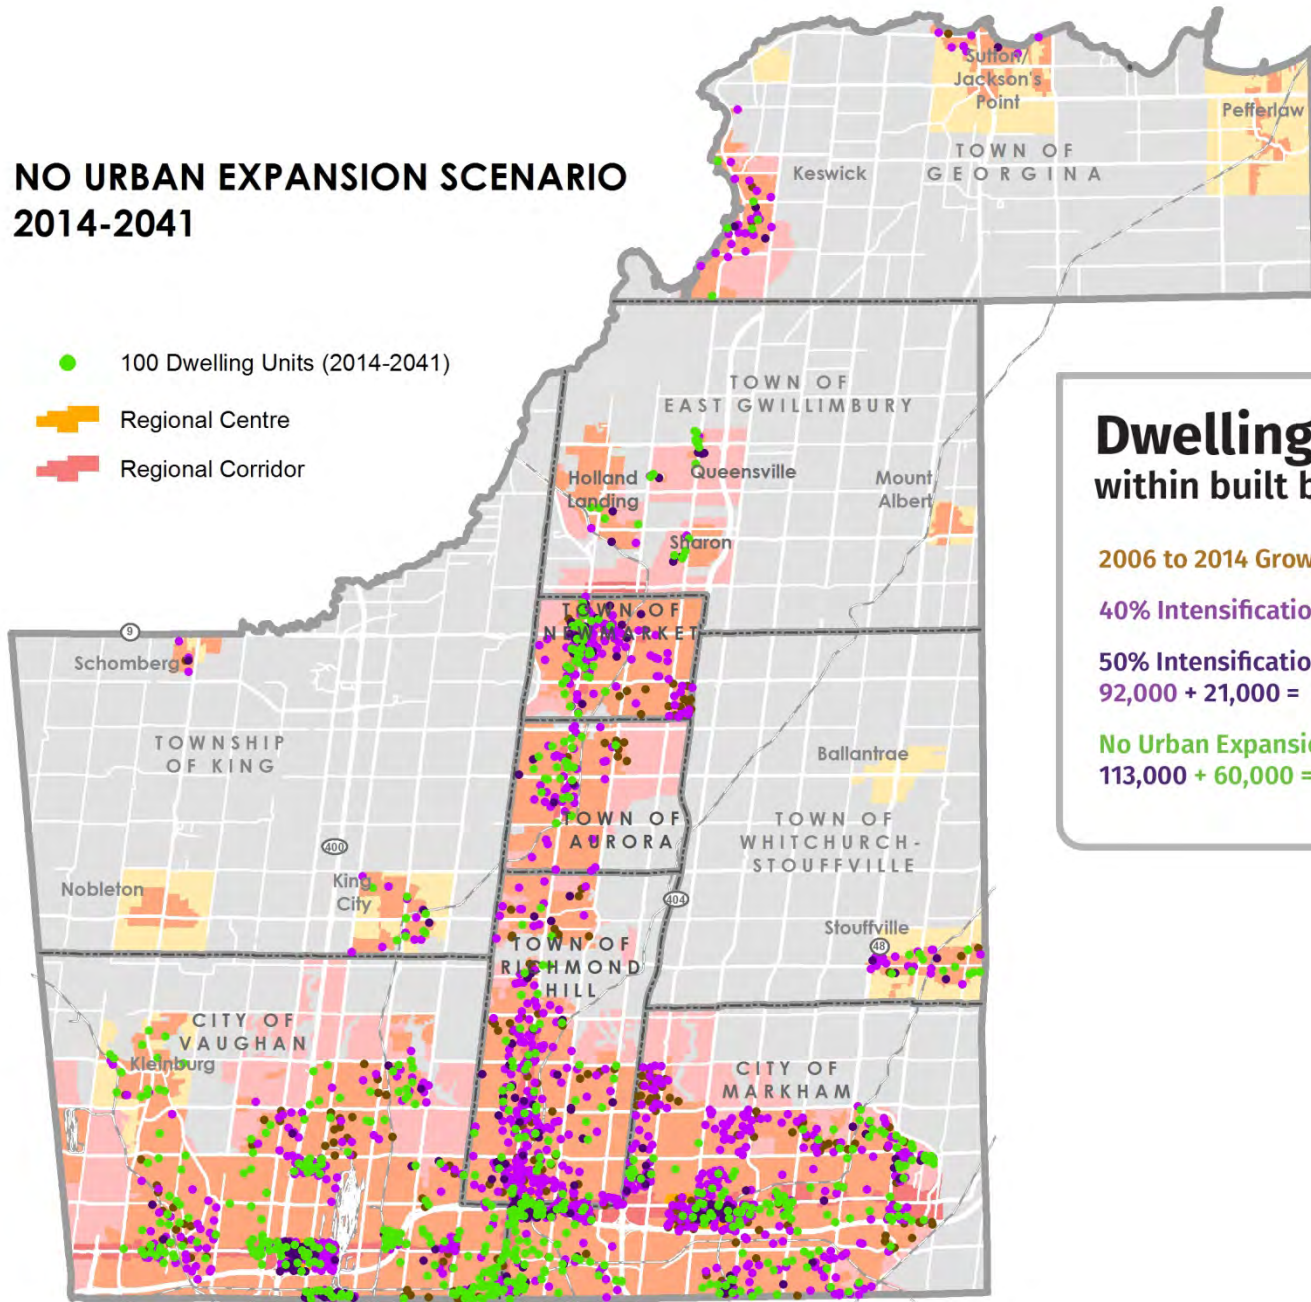 NO URBAN EXPANSION SCENARIO
2014-2041
100 Dwelling Units (2014-2041)
Regional Centre
Regional Corridor
Sutton/
Jackson's
Point
Pefferlaw
TOWN OF
GEORGINA
Keswick
TOWN OF
EAST GWILLIMBURY
Holland
Landing
Queensville
Mount
Albert
Sharon
TOWN OF
NEWMARKET
9
Schomberg
TOWNSHIP
OF KING
Ballantrae
TOWN OF
AURORA
TOWN OF
WHITCHURCH-
STOUFFVILLE
400
Nobleton
King
City
404
Stouffville
48
TOWN OF
RICHMOND
HILL
CITY OF
VAUGHAN
Kleinburg
CITY OF
MARKHAM
Dwelling
within built b
2006 to 2014 Grow
40% Intensificatio
50% Intensificatio
92,000 + 21,000 =
No Urban Expansi
113,000 + 60,000 =